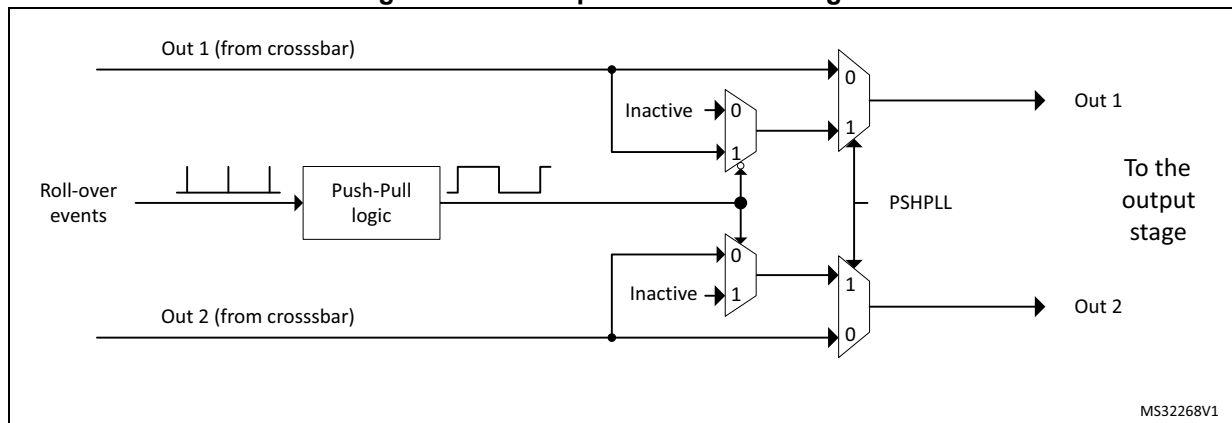 Out 1 (from crosssbar)
0
Inactive
0
Out 1
1
1
Roll-over
events
Push-Pull
logic
PSHPLL
To the
output
stage
0
1
Inactive
1
Out 2 (from crosssbar)
0
Out 2
MS32268V1